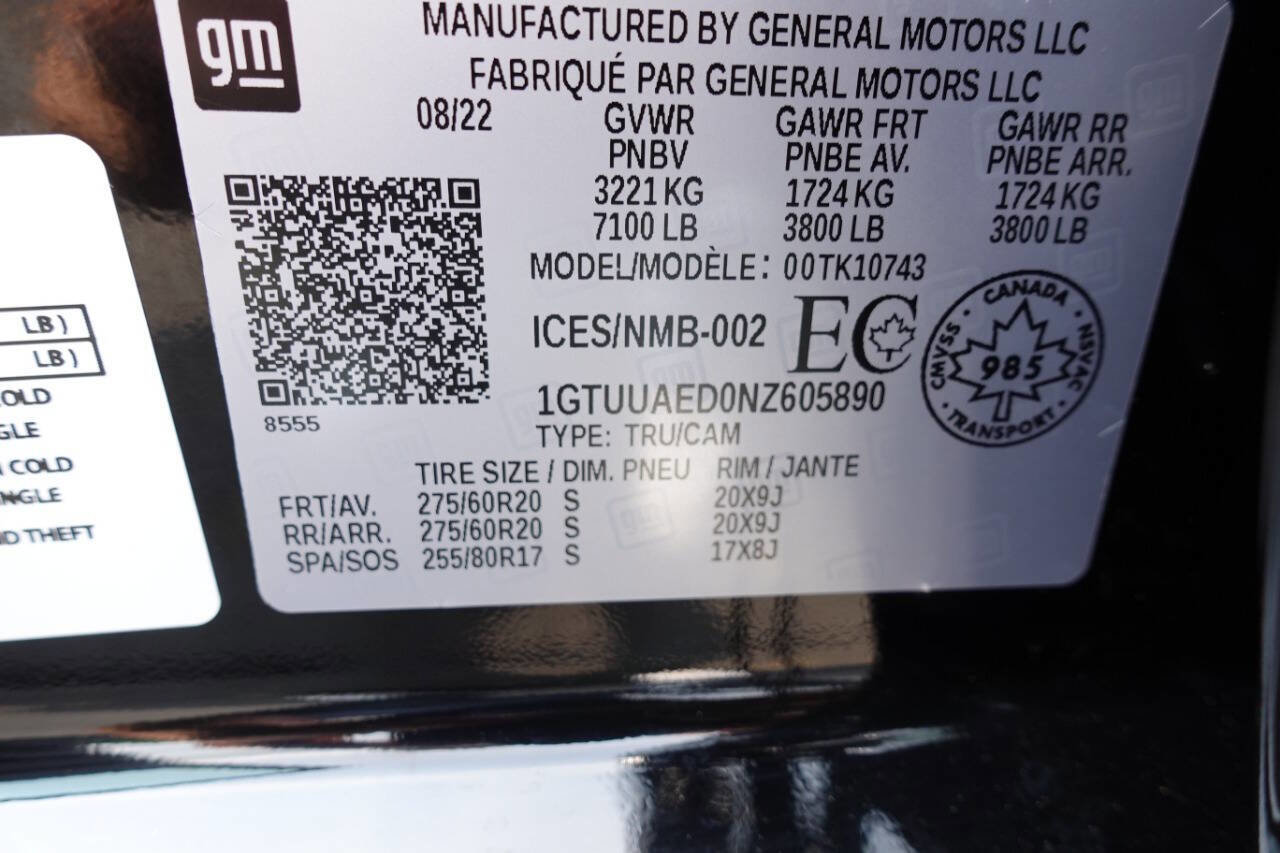 gm
MANUFACTURED BY GENERAL MOTORS LLC
FABRIQUÉ PAR GENERAL MOTORS LLC
08/22 GVWR GAWR FRT GAWR RR
PNBV PNBE AV. PNBE ARR.
3221 KG 1724 KG 1724 KG
7100 LB 3800 LB 3800 LB
MODEL/MODÈLE: 00TK10743
ICES/NMB-002 EC
CANADA
CMVSS 985 NSVAC
TRANSPORT
1GTUUAED0NZ605890
8555
TYPE: TRU/CAM
TIRE SIZE / DIM. PNEU RIM / JANTE
FRT/AV. 275/60R20 S 20X9J
RR/ARR. 275/60R20 S 20X9J
SPA/SOS 255/80R17 S 17X8J
LB)
LB)
COLD
D THEFT